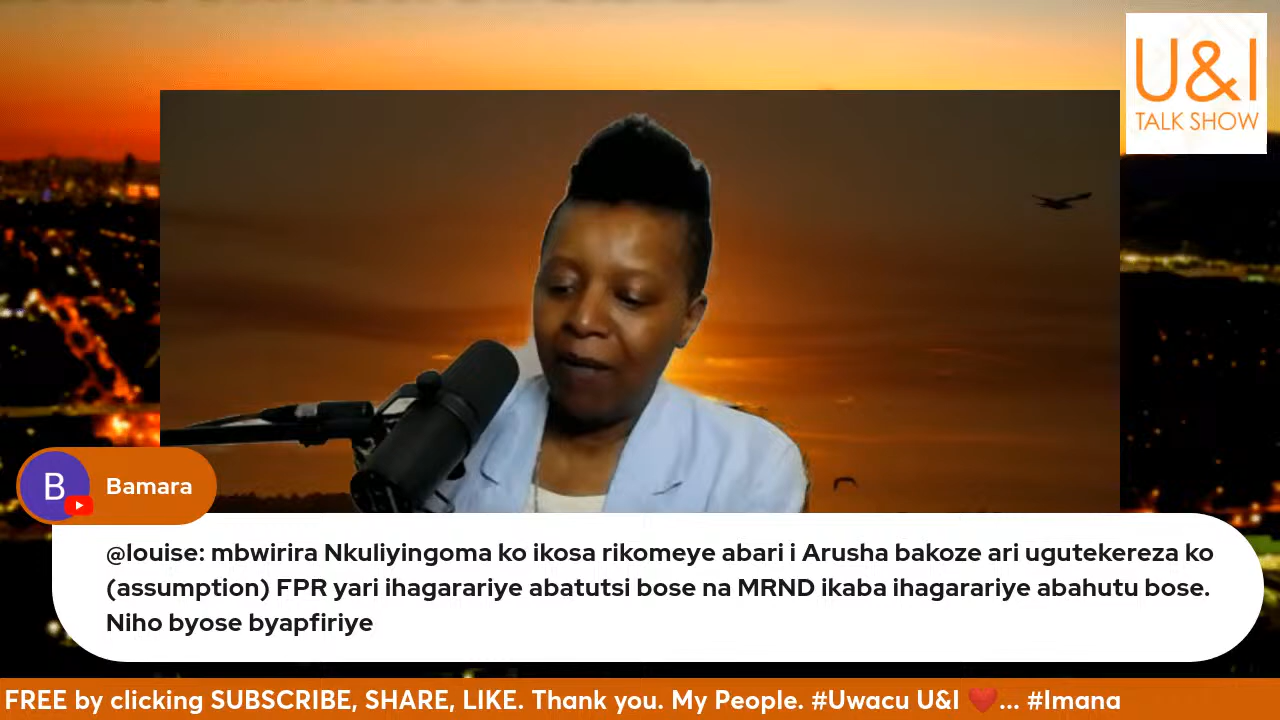 U&I
TALK SHOW
B
Bamara
@louise: mbwirira Nkuliyingoma ko ikosa rikomeye abari i Arusha bakoze ari ugutekereza ko
(assumption) FPR yari ihagarariye abatutsi bose na MRND ikaba ihagarariye abahutu bose.
Niho byose byapfiriye
FREE by clicking SUBSCRIBE, SHARE, LIKE. Thank you. My People. #Uwacu U&I ❤️... #Imana